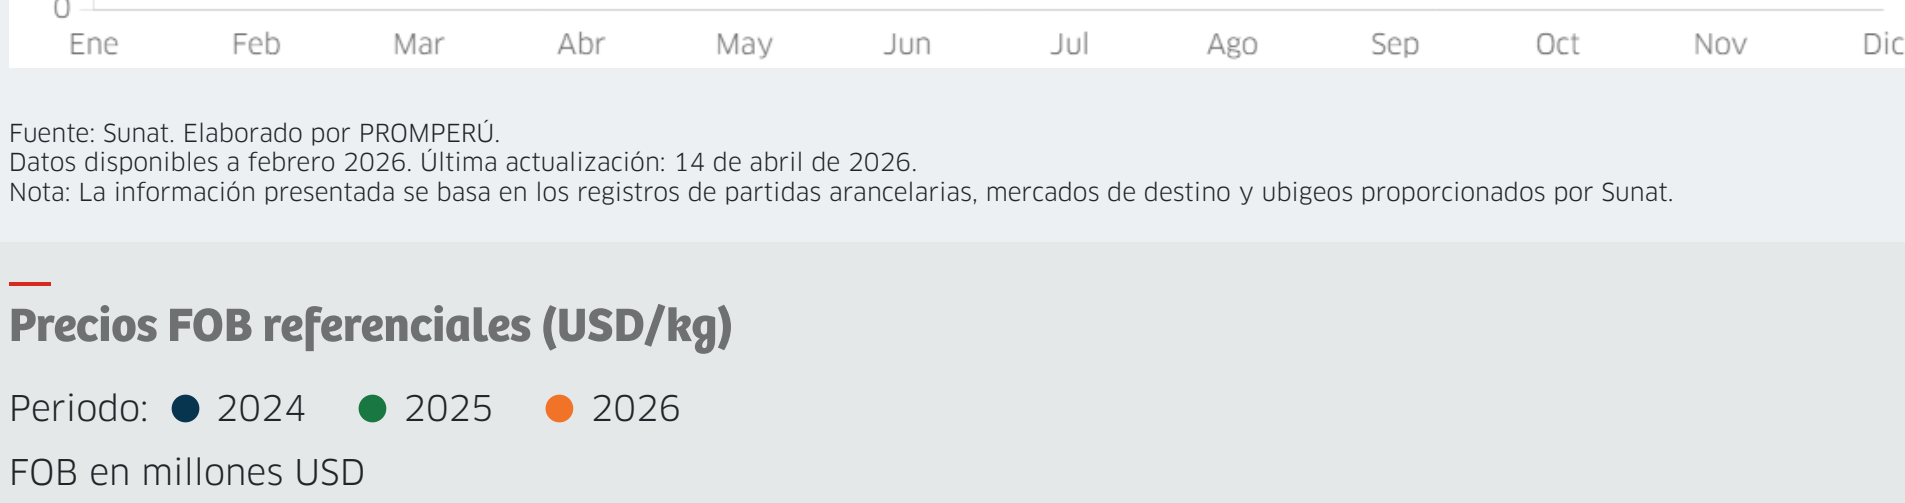 0
Ene Feb Mar Abr May Jun Jul Ago Sep Oct Nov Dic
Fuente: Sunat. Elaborado por PROMPERÚ.
Datos disponibles a febrero 2026. Última actualización: 14 de abril de 2026.
Nota: La información presentada se basa en los registros de partidas arancelarias, mercados de destino y ubigeos proporcionados por Sunat.
Precios FOB referenciales (USD/kg)
Periodo: 2024 2025 2026
FOB en millones USD